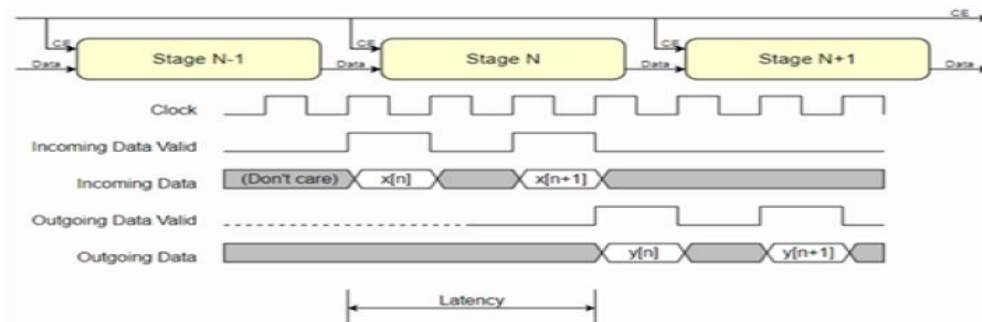 CE
CE CE CE
Stage N-1 Stage N Stage N+1
Data Data Data Data
Clock
Incoming Data Valid
Incoming Data (Don't care) x[n] x[n+1]
Outgoing Data Valid
Outgoing Data y[n] y[n+1]
Latency